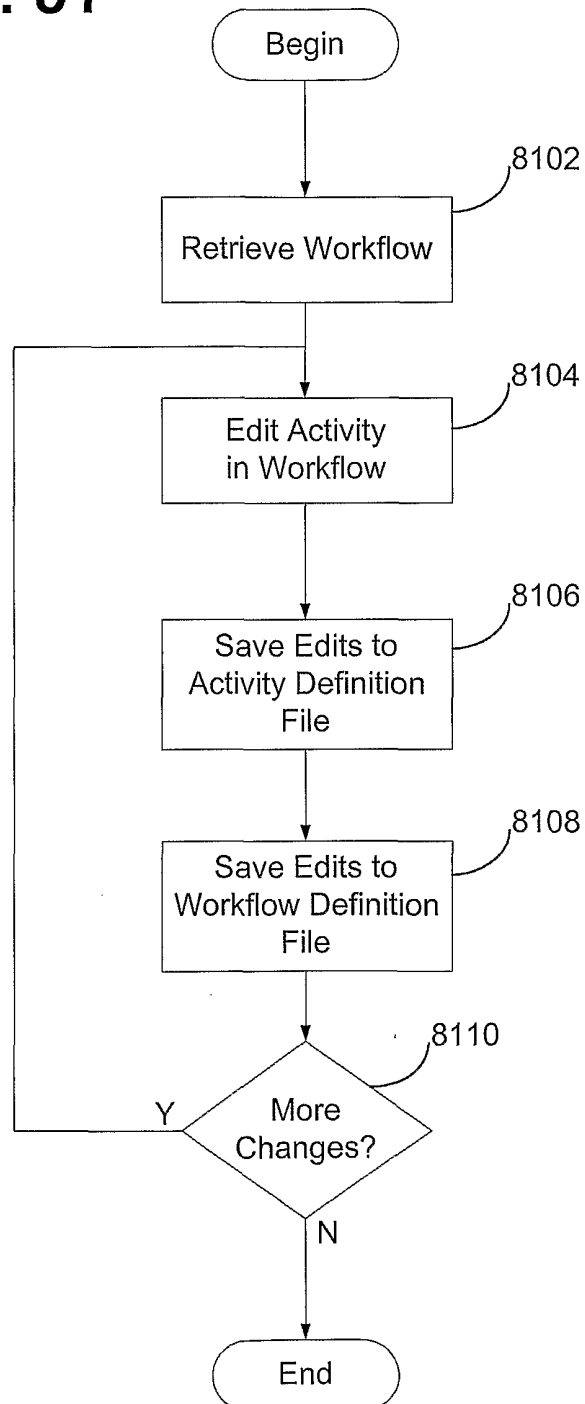 Begin
8102
Retrieve Workflow
8104
Edit Activity
in Workflow
8106
Save Edits to
Activity Definition
File
8108
Save Edits to
Workflow Definition
File
8110
More
Changes?
Y
N
End